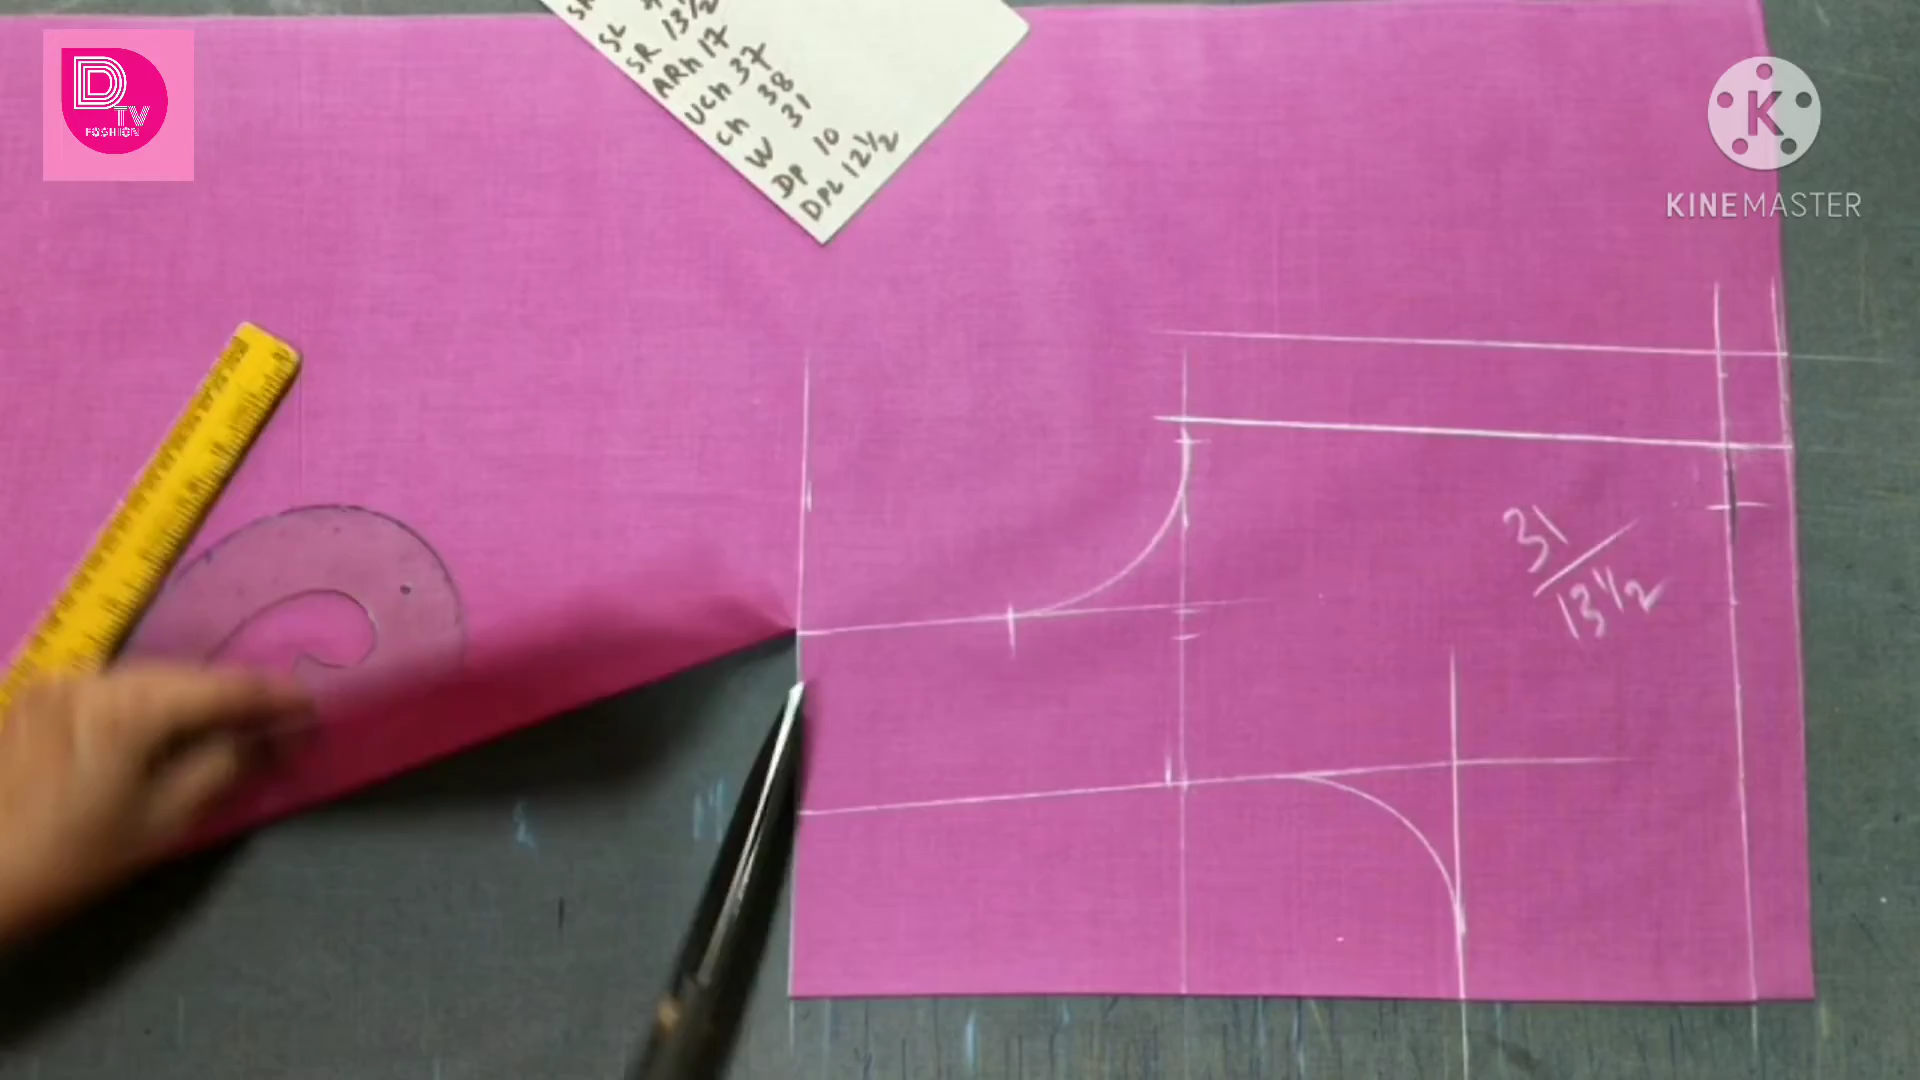 D
TV
FASHION
SL
SR 13½
ARh 17
Uch 37
Ch 38
W 31
DP 10
DPL 12½
K
KINEMASTER
31
13½